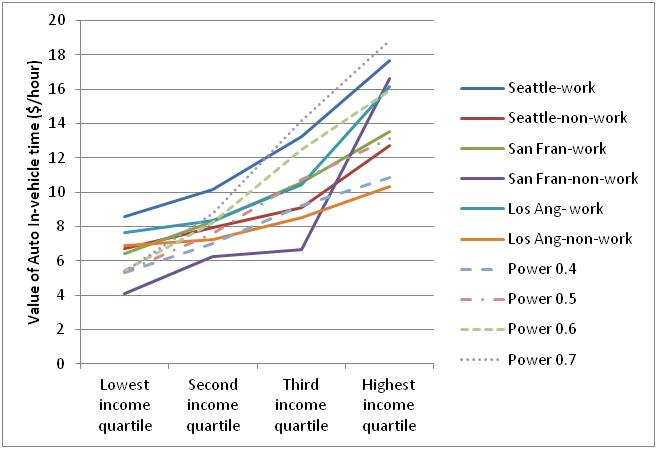 Value of Auto In-vehicle time ($/hour)
20
18
16
14
12
10
8
6
4
2
0
Lowest
income
quartile
Second
income
quartile
Third
income
quartile
Highest
income
quartile
Seattle-work
Seattle-non-work
San Fran-work
San Fran-non-work
Los Ang- work
Los Ang-non-work
Power 0.4
Power 0.5
Power 0.6
Power 0.7